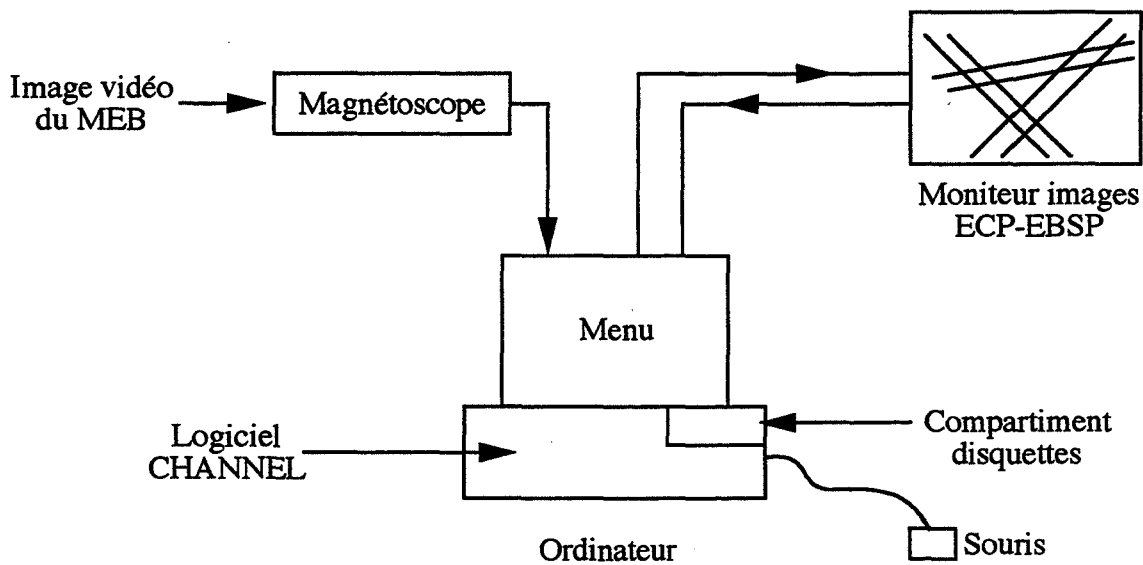 Image vidéo
du MEB
Magnétoscope
Moniteur images
ECP-EBSP
Menu
Logiciel
CHANNEL
Compartiment
disquettes
Ordinateur
Souris